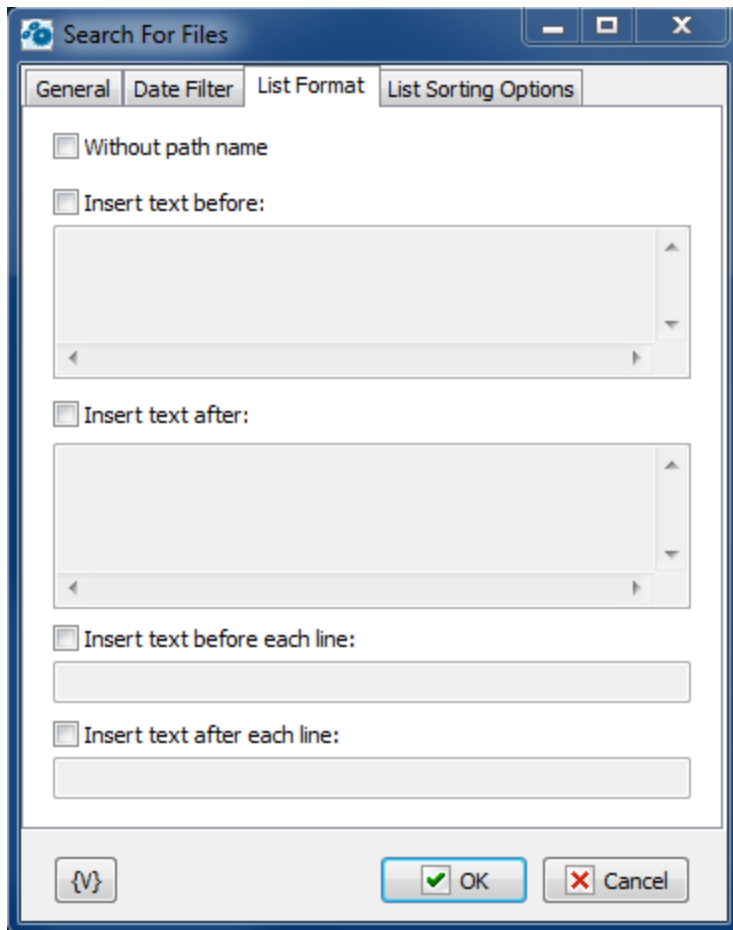 Search For Files
General Date Filter List Format List Sorting Options
Without path name
Insert text before:
Insert text after:
Insert text before each line:
Insert text after each line:
{V} OK Cancel